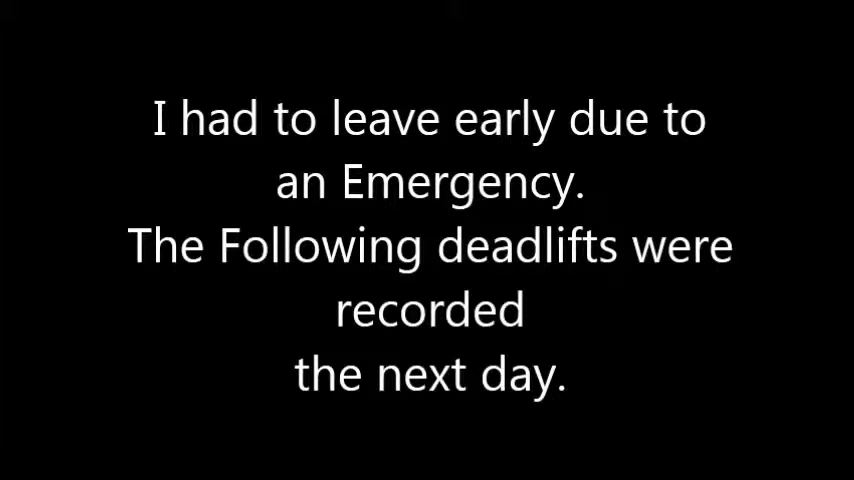 I had to leave early due to
an Emergency.
The Following deadlifts were
recorded
the next day.